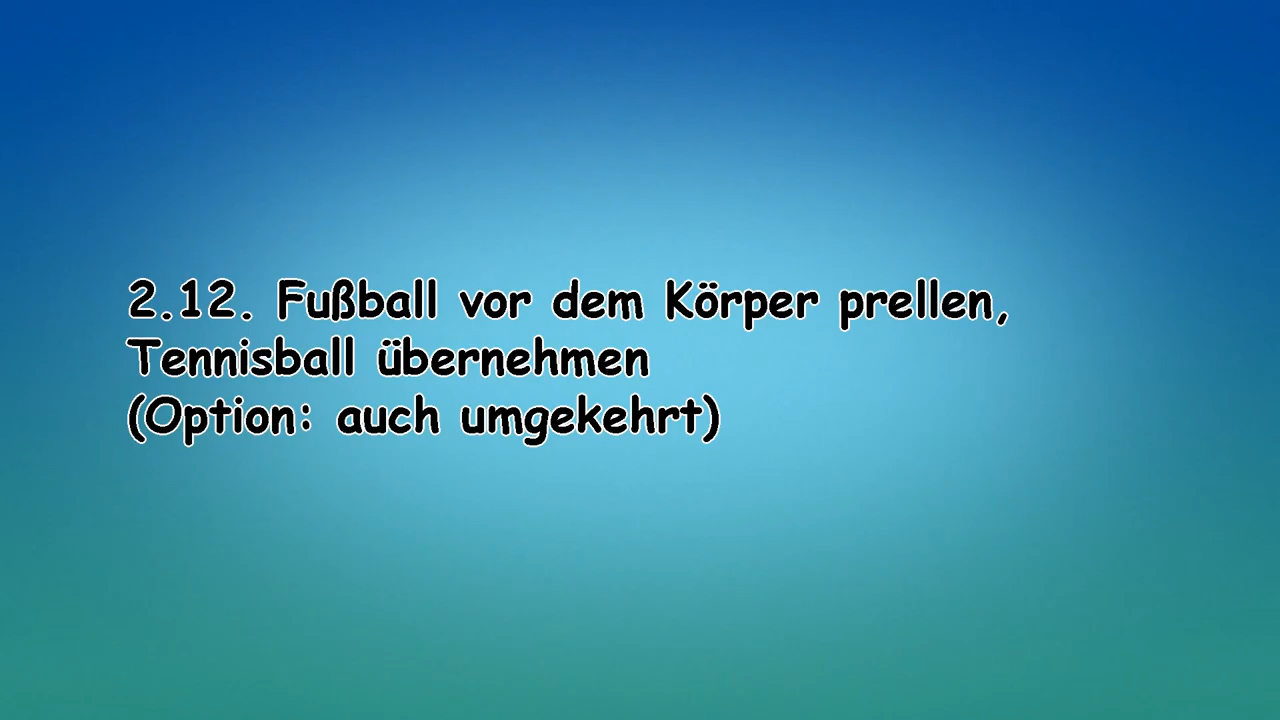 2.12. Fußball vor dem Körper prellen,
Tennisball übernehmen
(Option: auch umgekehrt)